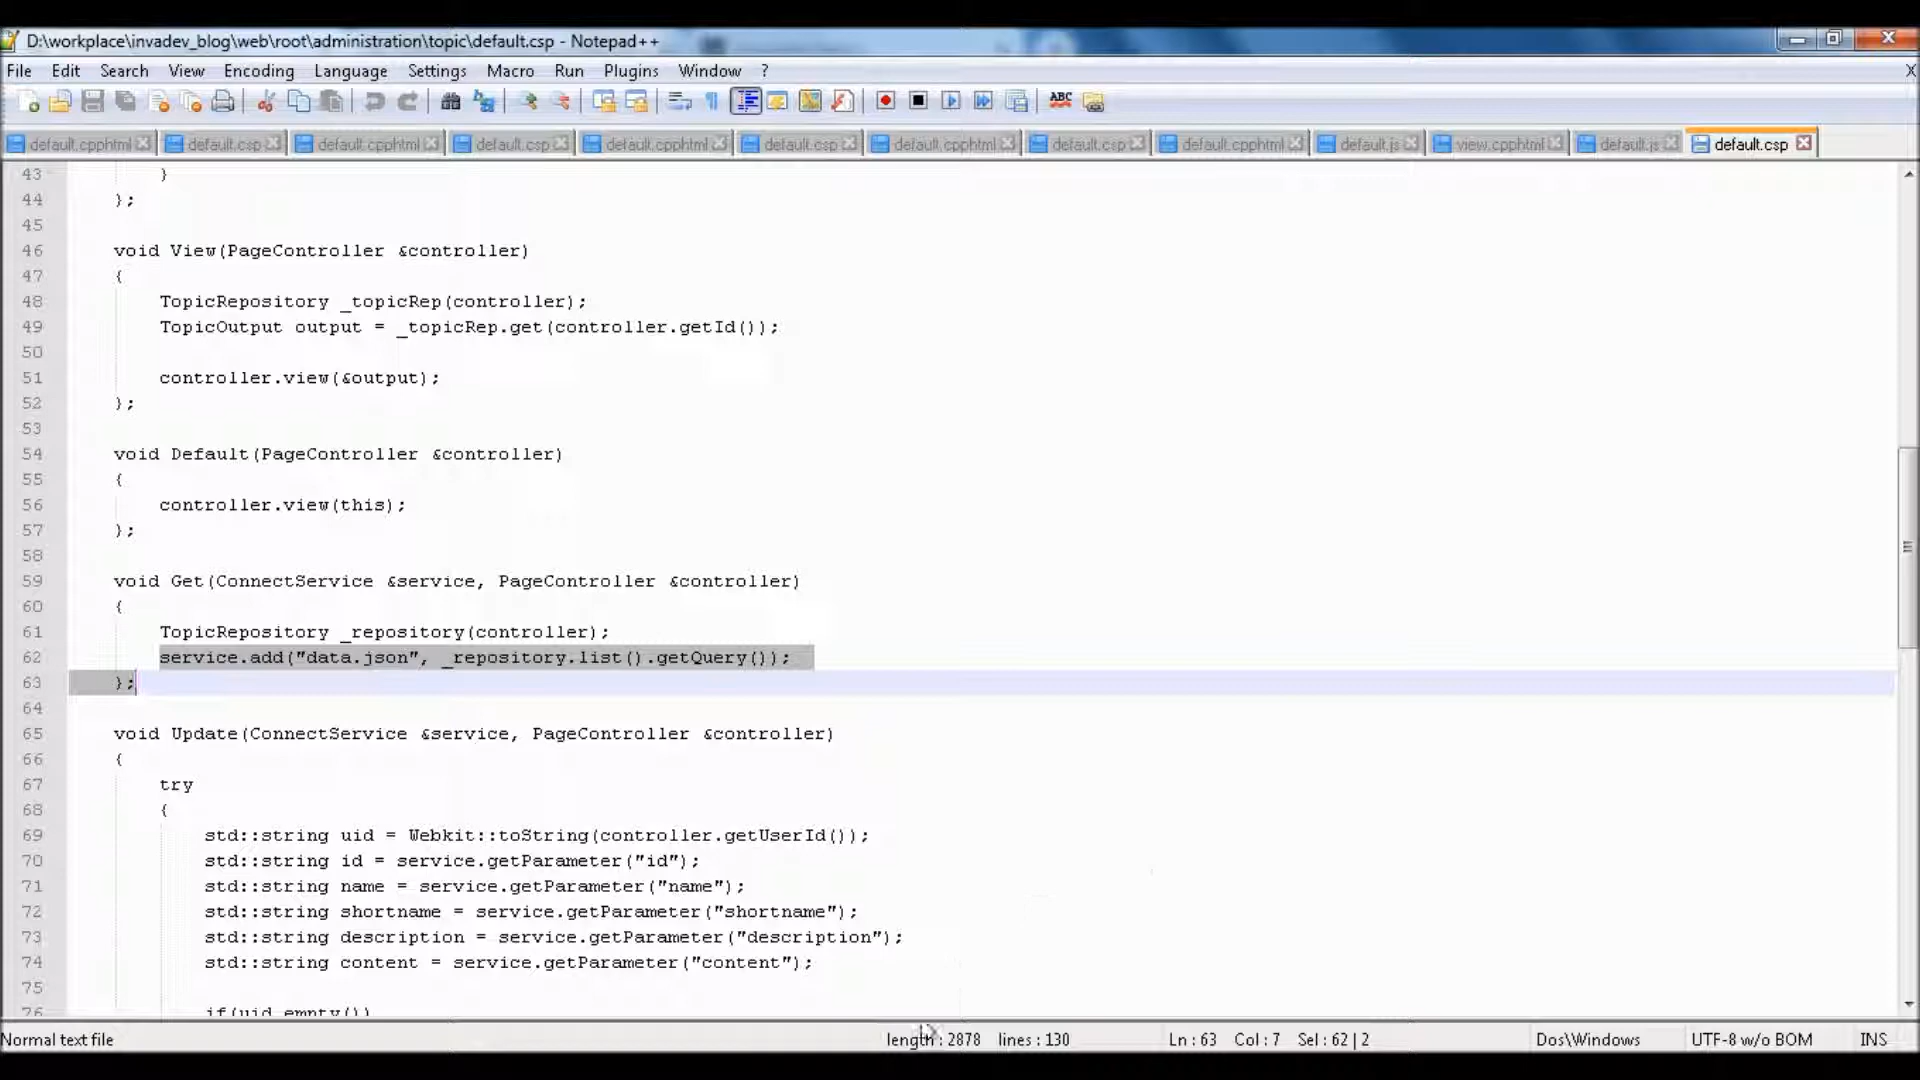 D:\workplace\invadev_blog\web\root\administration\topic\default.csp - Notepad++
File Edit Search View Encoding Language Settings Macro Run Plugins Window ?
X
ABC
default.cpphtml default.csp default.cpphtml default.csp default.cpphtml default.csp default.cpphtml default.csp default.cpphtml default.js view.cpphtml default.js default.csp
43 }
44 };
45
46 void View(PageController &controller)
47 {
48 TopicRepository _topicRep(controller);
49 TopicOutput output = _topicRep.get(controller.getId());
50
51 controller.view(&output);
52 };
53
54 void Default(PageController &controller)
55 {
56 controller.view(this);
57 };
58
59 void Get(ConnectService &service, PageController &controller)
60 {
61 TopicRepository _repository(controller);
62 service.add("data.json", _repository.list().getQuery());
63 };
64
65 void Update(ConnectService &service, PageController &controller)
66 {
67 try
68 {
69 std::string uid = Webkit::toString(controller.getUserId());
70 std::string id = service.getParameter("id");
71 std::string name = service.getParameter("name");
72 std::string shortname = service.getParameter("shortname");
73 std::string description = service.getParameter("description");
74 std::string content = service.getParameter("content");
75
76 if(uid.empty())
Normal text file length : 2878 lines : 130 Ln : 63 Col : 7 Sel : 62 | 2 Dos\Windows UTF-8 w/o BOM INS